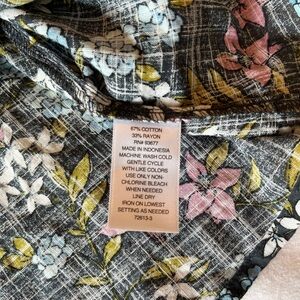 67% COTTON
33% RAYON
RN# 93677
MADE IN INDONESIA
MACHINE WASH COLD
GENTLE CYCLE
WITH LIKE COLORS
USE ONLY NON-
CHLORINE BLEACH
WHEN NEEDED
LINE DRY
IRON ON LOWEST
SETTING AS NEEDED
72613-3